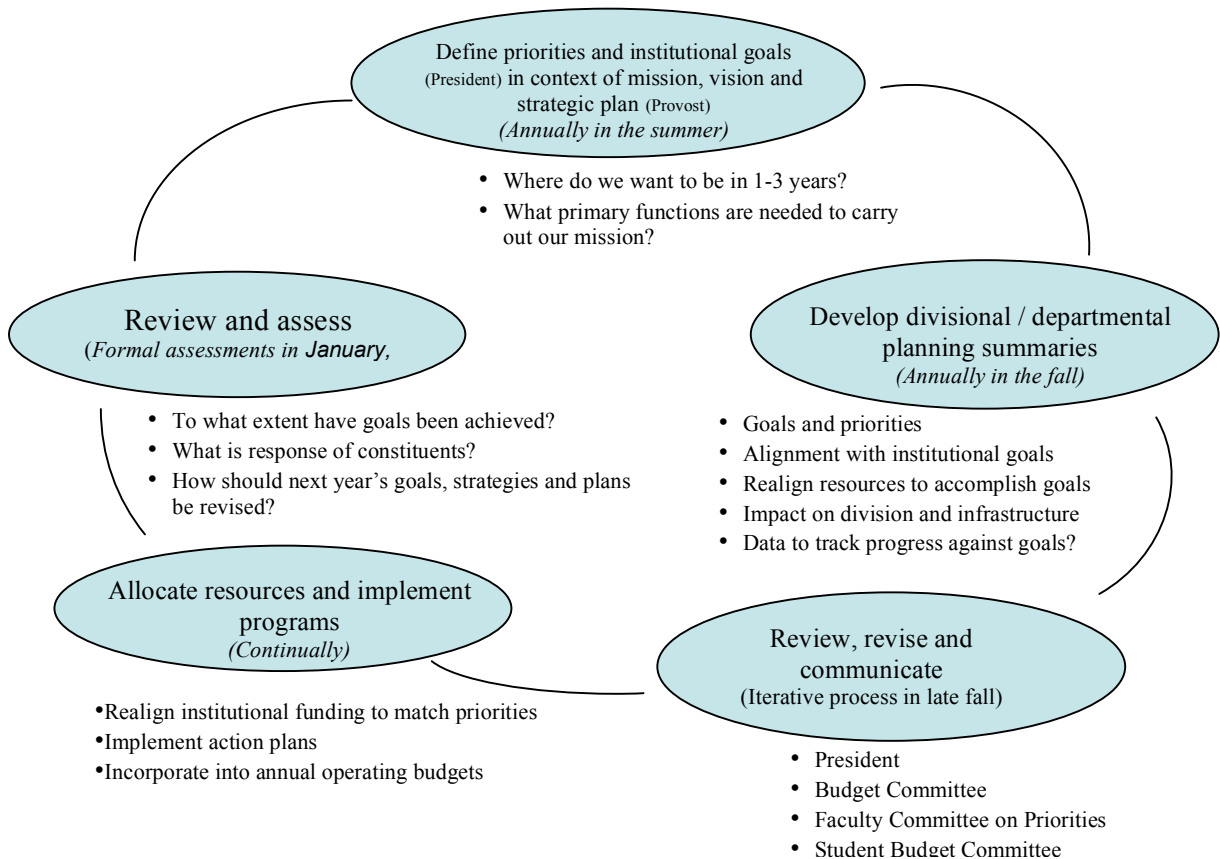 Define priorities and institutional goals
(President) in context of mission, vision and
strategic plan (Provost)
(Annually in the summer)
• Where do we want to be in 1-3 years?
• What primary functions are needed to carry
out our mission?
Develop divisional / departmental
planning summaries
(Annually in the fall)
• Goals and priorities
• Alignment with institutional goals
• Realign resources to accomplish goals
• Impact on division and infrastructure
• Data to track progress against goals?
Review, revise and
communicate
(Iterative process in late fall)
• President
• Budget Committee
• Faculty Committee on Priorities
• Student Budget Committee
Allocate resources and implement
programs
(Continually)
•Realign institutional funding to match priorities
•Implement action plans
•Incorporate into annual operating budgets
Review and assess
(Formal assessments in January,
• To what extent have goals been achieved?
• What is response of constituents?
• How should next year’s goals, strategies and plans
be revised?